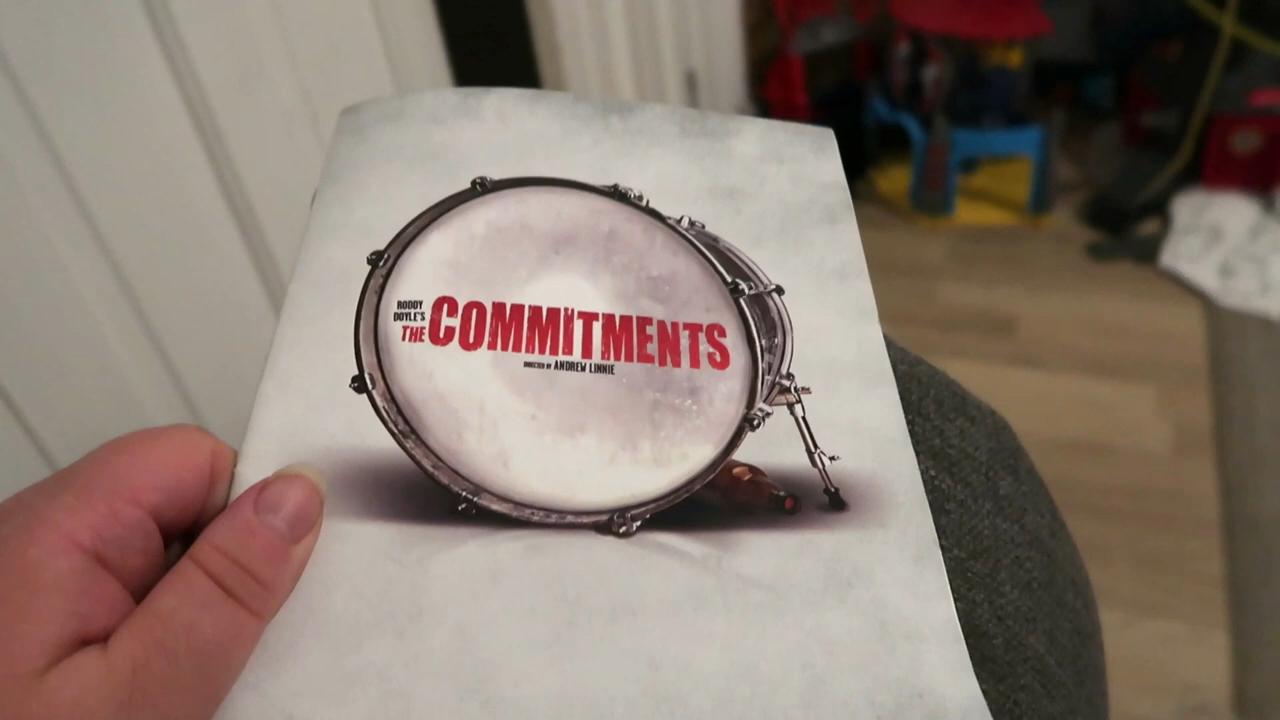 RODDY
DOYLE'S
THE COMMITMENTS
DIRECTED BY ANDREW LINNIE